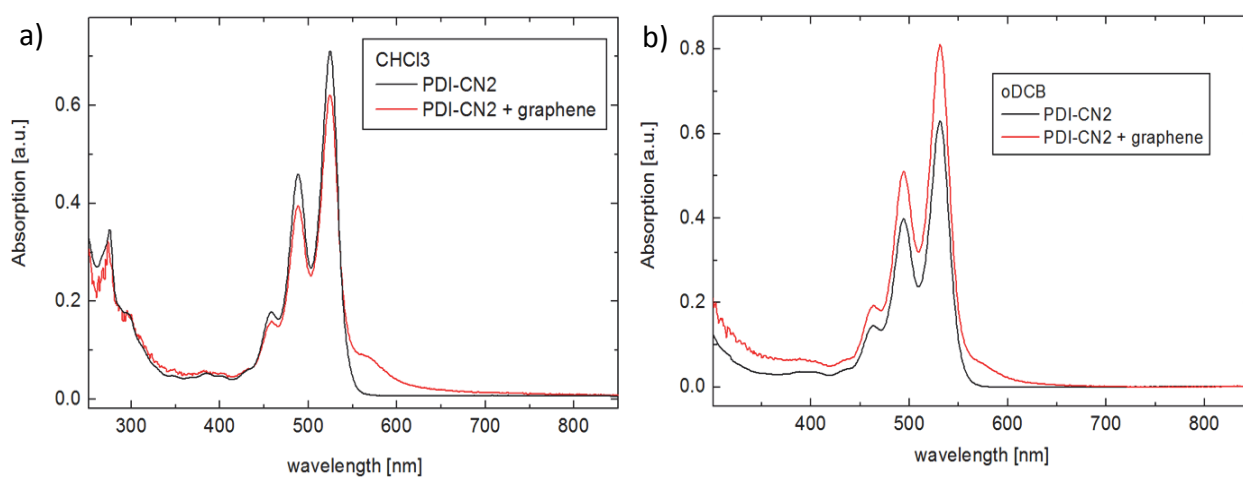 a)
CHCl3
PDI-CN2
PDI-CN2 + graphene
Absorption [a.u.]
0.6
0.4
0.2
0.0
300 400 500 600 700 800
wavelength [nm]
b)
oDCB
PDI-CN2
PDI-CN2 + graphene
Absorption [a.u.]
0.8
0.6
0.4
0.2
0.0
400 500 600 700 800
wavelength [nm]